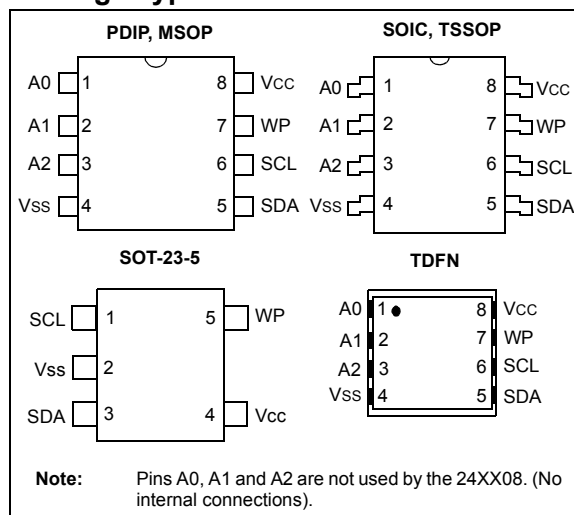 PDIP, MSOP
A0 1 8 VCC
A1 2 7 WP
A2 3 6 SCL
VSS 4 5 SDA
SOIC, TSSOP
A0 1 8 VCC
A1 2 7 WP
A2 3 6 SCL
VSS 4 5 SDA
SOT-23-5
SCL 1 5 WP
Vss 2
SDA 3 4 Vcc
TDFN
A0 1 8 VCC
A1 2 7 WP
A2 3 6 SCL
VSS 4 5 SDA
Note: Pins A0, A1 and A2 are not used by the 24XX08. (No
internal connections).